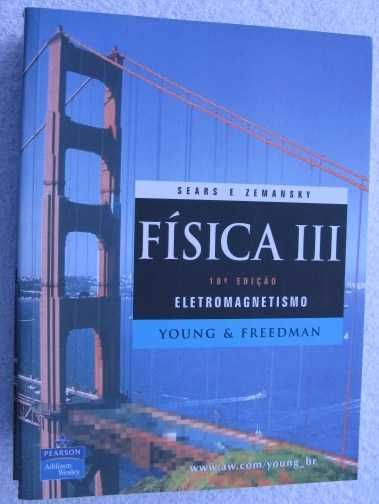 SEARS E ZEMANSKY
FÍSICA III
10ª EDIÇÃO
ELETROMAGNETISMO
YOUNG & FREEDMAN
www.aw.com/young_br
PEARSON
Addison
Wesley